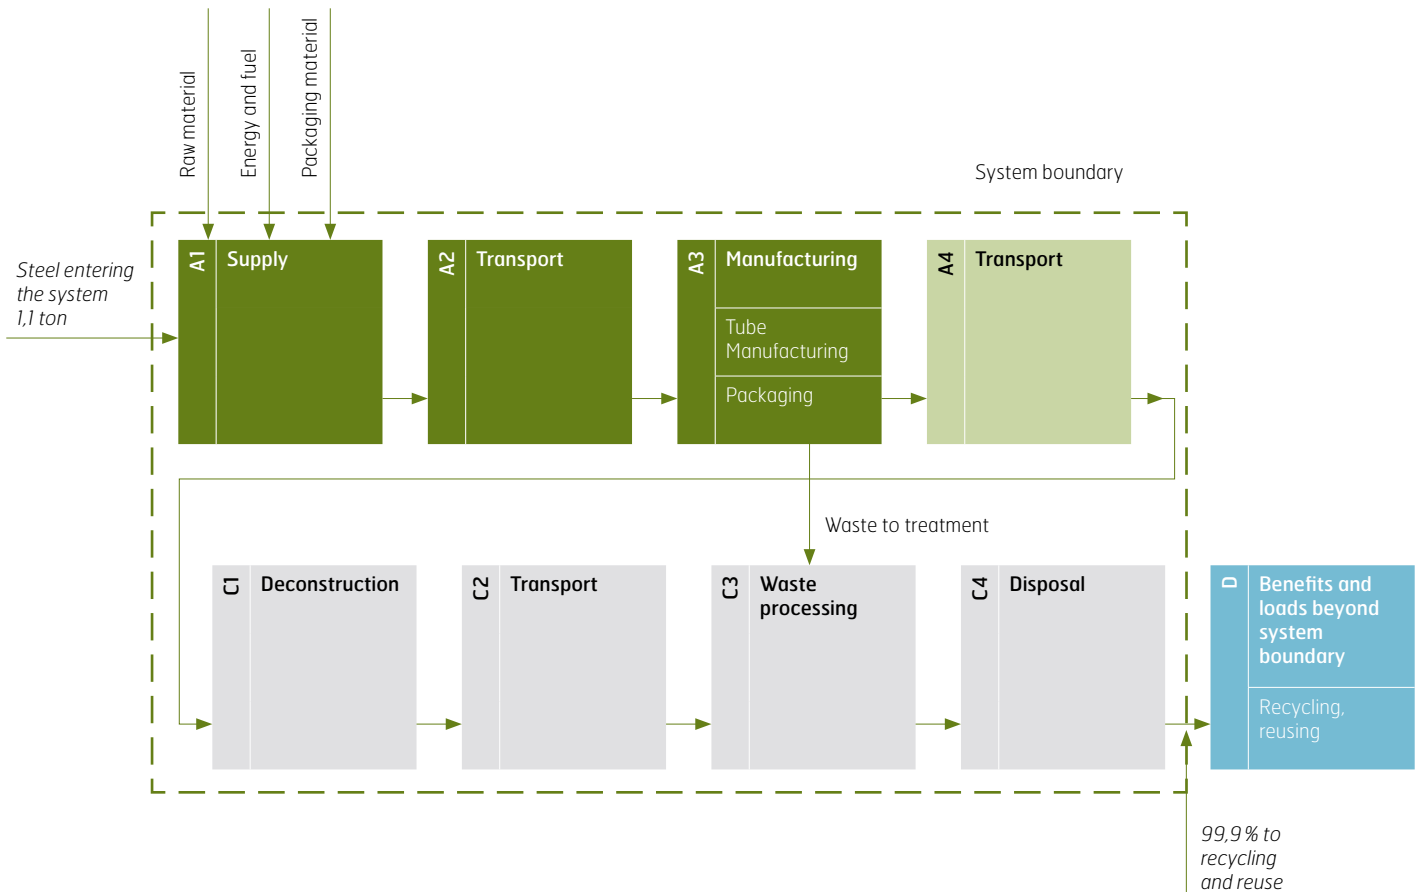 Raw material
Energy and fuel
Packaging material
System boundary
Steel entering
the system
1,1 ton
A1
Supply
A2
Transport
A3
Manufacturing
Tube
Manufacturing
Packaging
A4
Transport
Waste to treatment
C1
Deconstruction
C2
Transport
C3
Waste
processing
C4
Disposal
D
Benefits and
loads beyond
system
boundary
Recycling,
reusing
99,9 % to
recycling
and reuse